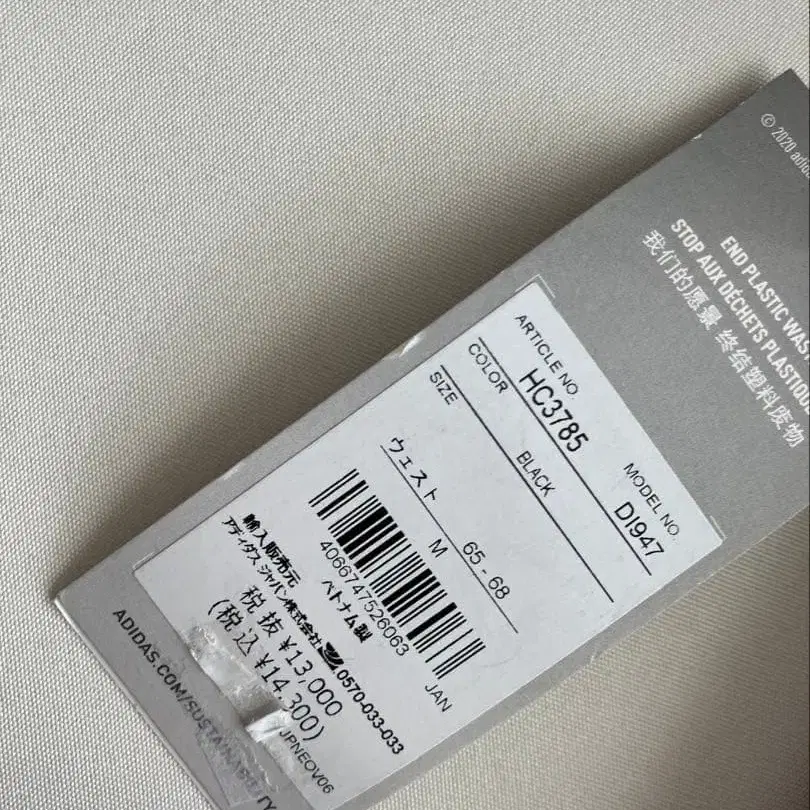 © 2020 adidas
END PLASTIC WAS
STOP AUX DÉCHETS PLASTIQU
我们的愿景 终结塑料废物
ARTICLE NO.
MODEL NO.
HC3785
DI947
COLOR
BLACK
SIZE
ウェスト
65 - 68
M
4066747526063
JAN
ベトナム製
輸入販売元
アディダス ジャパン株式会社 0570-033-033
税 抜 ¥13,000
(税 込 ¥14,300)
JPNEOV06
ADIDAS.COM/SUSTAINABILITY